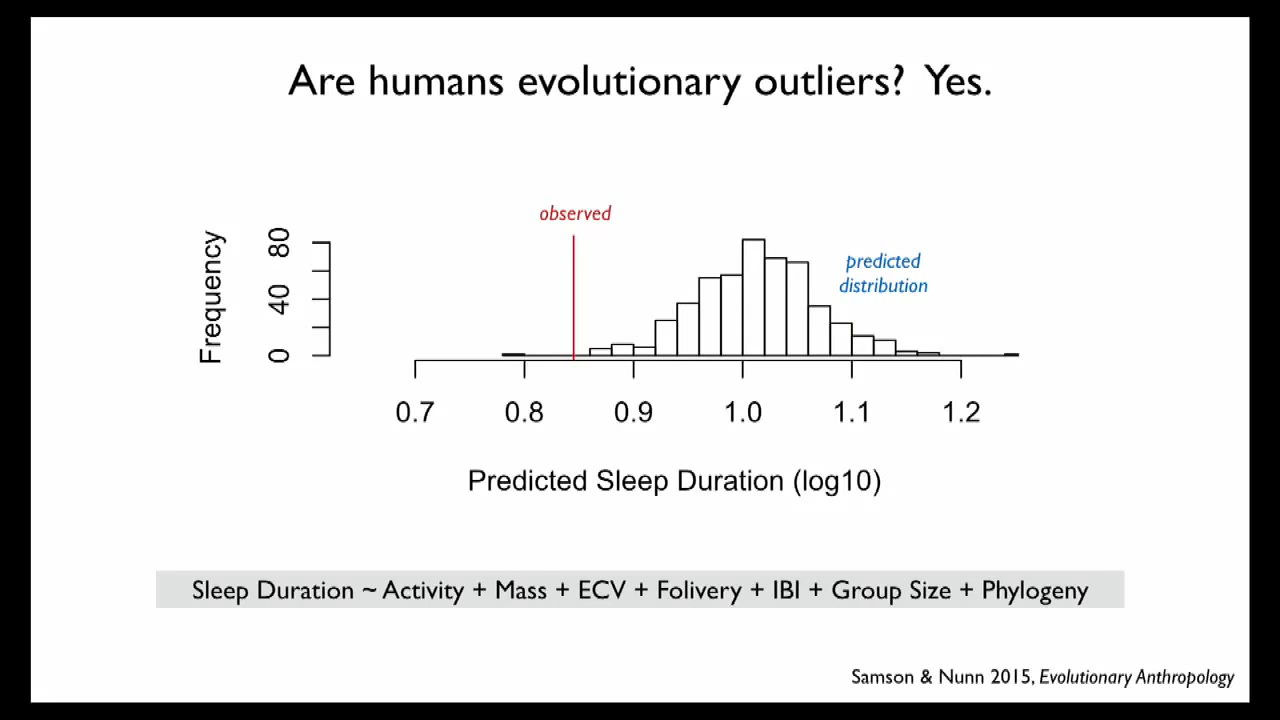 Are humans evolutionary outliers?  Yes.
observed
predicted
distribution
Frequency
80
40
0
0.7 0.8 0.9 1.0 1.1 1.2
Predicted Sleep Duration (log10)
Sleep Duration ~ Activity + Mass + ECV + Folivery + IBI + Group Size + Phylogeny
Samson & Nunn 2015, Evolutionary Anthropology